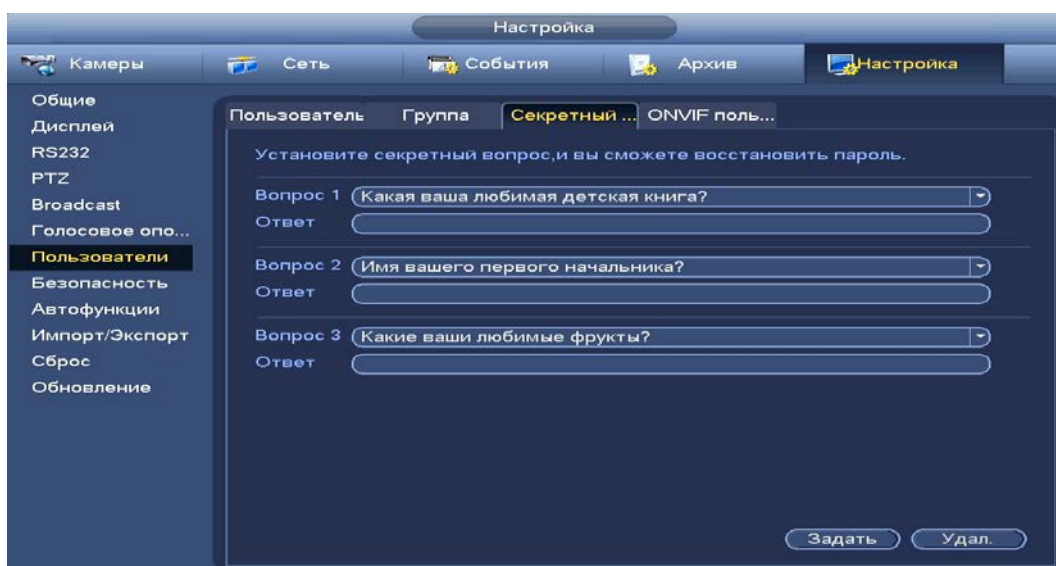 Настройка
Камеры Сеть События Архив Настройка
Общие
Дисплей
RS232
PTZ
Broadcast
Голосовое опо...
Пользователи
Безопасность
Автофункции
Импорт/Экспорт
Сброс
Обновление
Пользователь Группа Секретный ... ONVIF поль...
Установите секретный вопрос,и вы сможете восстановить пароль.
Вопрос 1 Какая ваша любимая детская книга?
Ответ
Вопрос 2 Имя вашего первого начальника?
Ответ
Вопрос 3 Какие ваши любимые фрукты?
Ответ
Задать Удал.